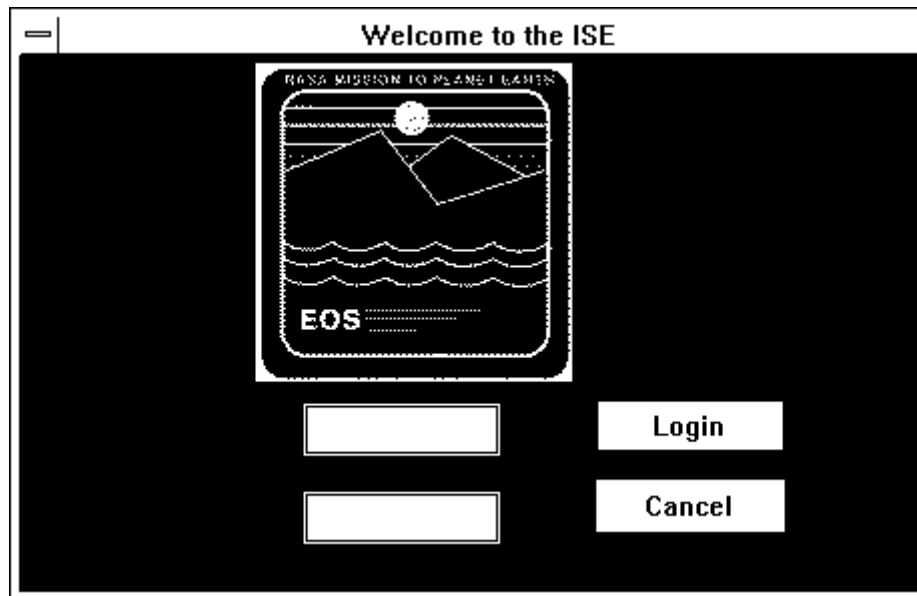 Welcome to the ISE
NASA MISSION TO PLANET EARTH
EOS
Login
Cancel